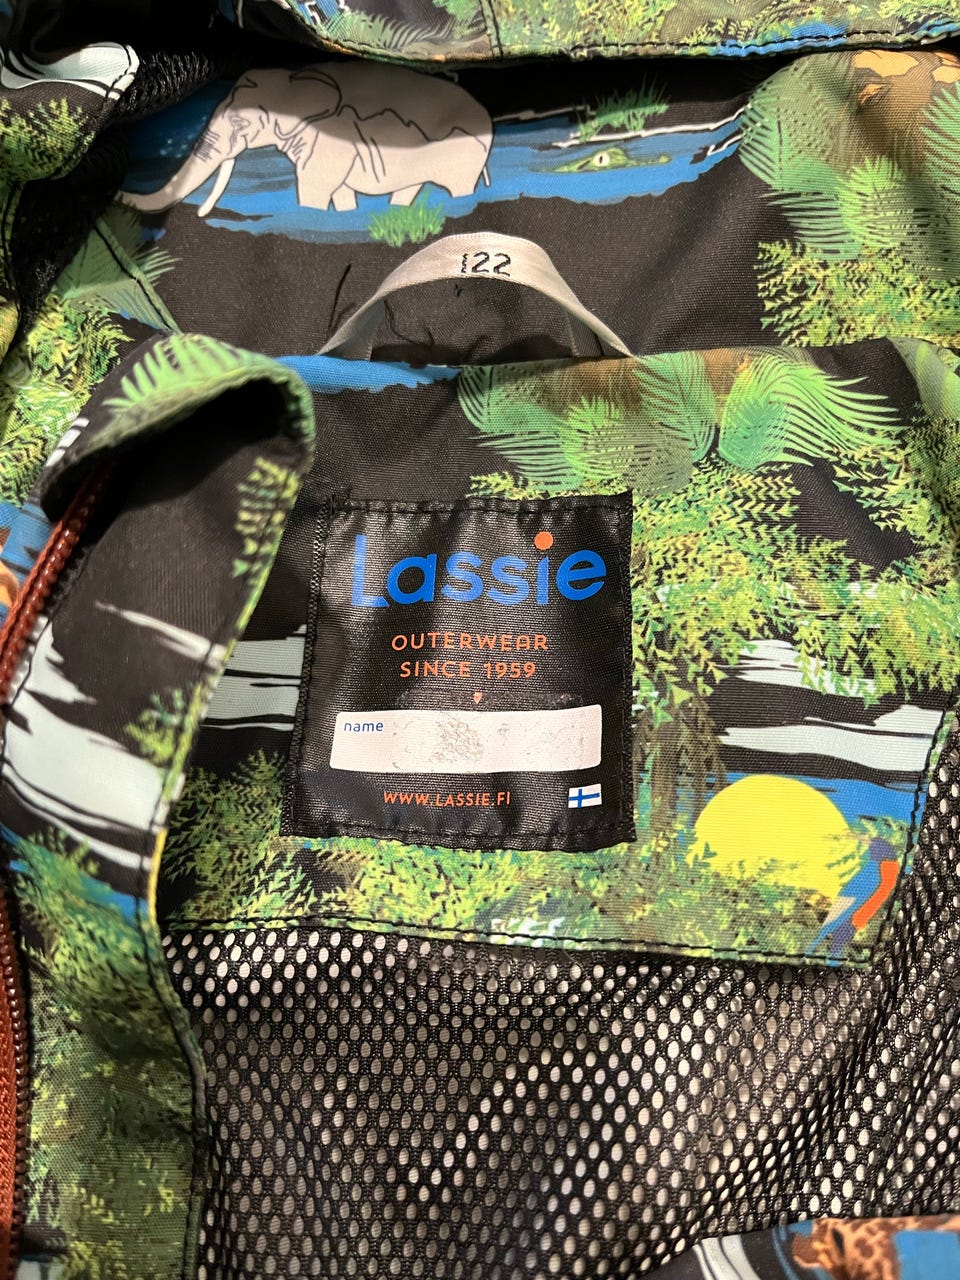 122
Lassie
OUTERWEAR
SINCE 1959
name
WWW.LASSIE.FI